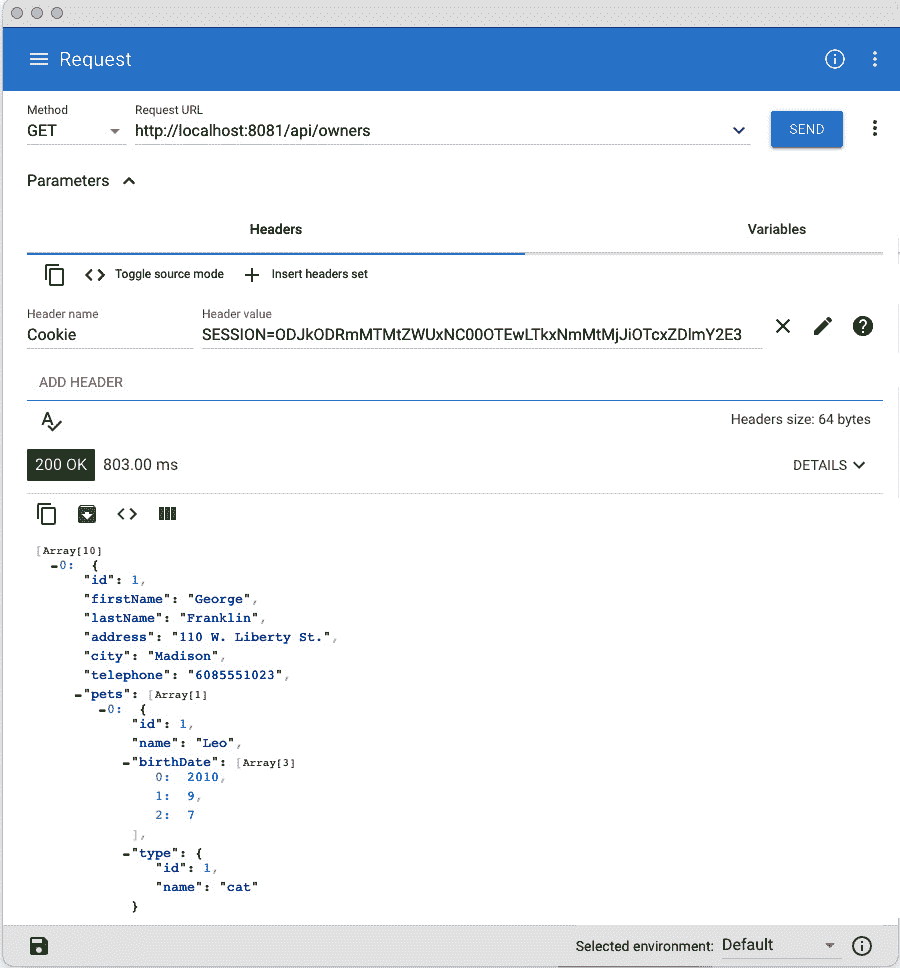 Request
Method
Request URL
GET
http://localhost:8081/api/owners
SEND
Parameters
Headers
Variables
Toggle source mode
Insert headers set
Header name
Header value
Cookie
SESSION=ODJkODRmMTMtZWUxNC00OTEwLTkxNmMtMjJiOTcxZDlmY2E3
ADD HEADER
Headers size: 64 bytes
200 OK 803.00 ms
DETAILS
[Array[10]
-0: {
"id": 1,
"firstName": "George",
"lastName": "Franklin",
"address": "110 W. Liberty St.",
"city": "Madison",
"telephone": "6085551023",
-"pets": [Array[1]
-0: {
"id": 1,
"name": "Leo",
-"birthDate": [Array[3]
0: 2010,
1: 9,
2: 7
],
-"type": {
"id": 1,
"name": "cat"
}
Selected environment: Default